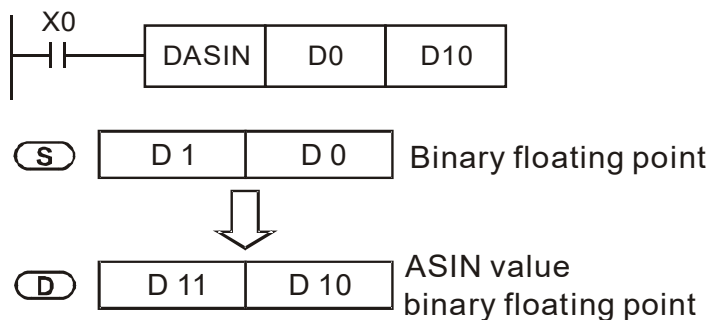 X0
DASIN D0 D10
S D 1 D 0 Binary floating point
D D 11 D 10 ASIN value
binary floating point